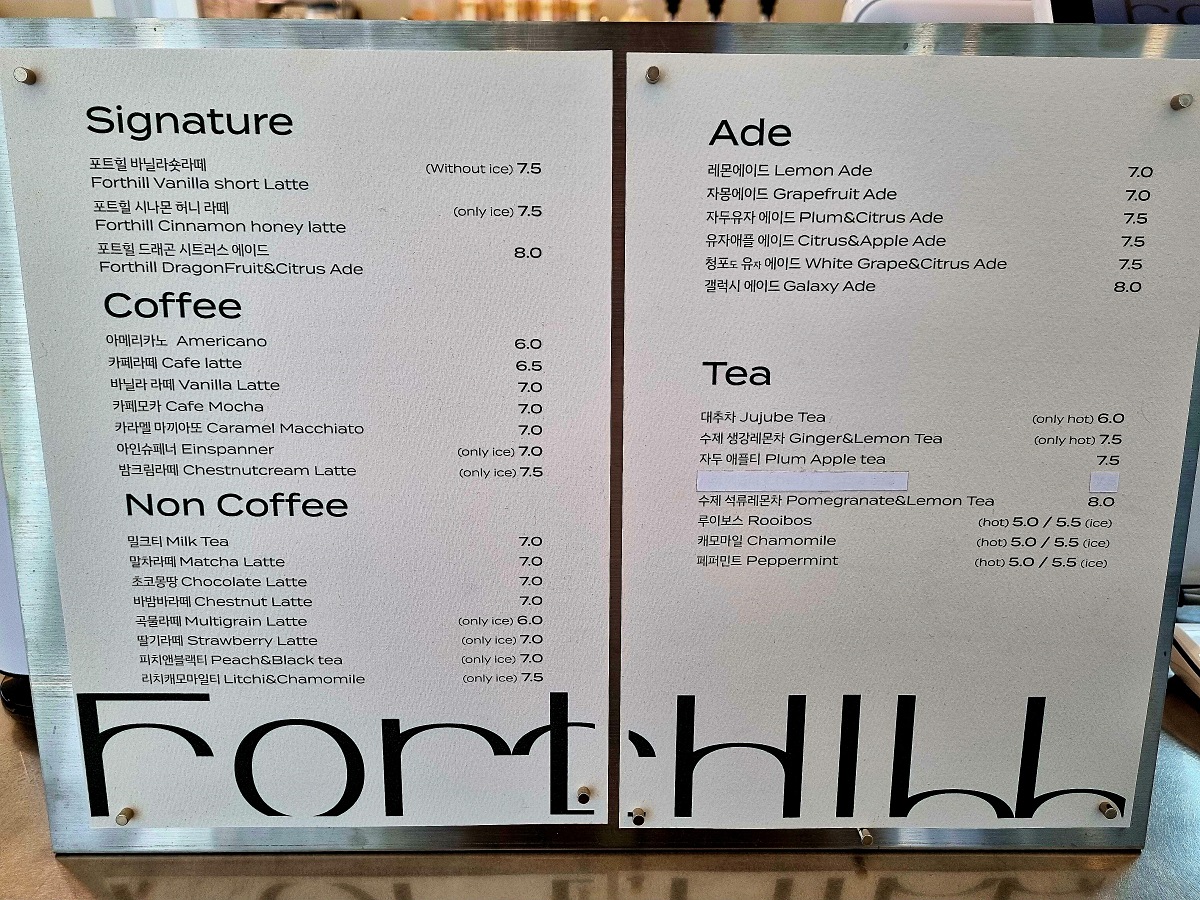 Signature
포트힐 바닐라숏라떼 (Without ice) 7.5
Forthill Vanilla short Latte
포트힐 시나몬 허니 라떼 (only ice) 7.5
Forthill Cinnamon honey latte
포트힐 드래곤 시트러스 에이드 8.0
Forthill DragonFruit&Citrus Ade
Coffee
아메리카노 Americano 6.0
카페라떼 Cafe latte 6.5
바닐라 라떼 Vanilla Latte 7.0
카페모카 Cafe Mocha 7.0
카라멜 마끼아또 Caramel Macchiato 7.0
아인슈페너 Einspanner (only ice) 7.0
밤크림라떼 Chestnutcream Latte (only ice) 7.5
Non Coffee
밀크티 Milk Tea 7.0
말차라떼 Matcha Latte 7.0
초코몽땅 Chocolate Latte 7.0
바밤바라떼 Chestnut Latte 7.0
곡물라떼 Multigrain Latte (only ice) 6.0
딸기라떼 Strawberry Latte (only ice) 7.0
피치앤블랙티 Peach&Black tea (only ice) 7.0
리치캐모마일티 Litchi&Chamomile (only ice) 7.5
Ade
레몬에이드 Lemon Ade 7.0
자몽에이드 Grapefruit Ade 7.0
자두유자 에이드 Plum&Citrus Ade 7.5
유자애플 에이드 Citrus&Apple Ade 7.5
청포도 유자 에이드 White Grape&Citrus Ade 7.5
갤럭시 에이드 Galaxy Ade 8.0
Tea
대추차 Jujube Tea (only hot) 6.0
수제 생강레몬차 Ginger&Lemon Tea (only hot) 7.5
자두 애플티 Plum Apple tea 7.5
수제 석류레몬차 Pomegranate&Lemon Tea 8.0
루이보스 Rooibos (hot) 5.0 / 5.5 (ice)
캐모마일 Chamomile (hot) 5.0 / 5.5 (ice)
페퍼민트 Peppermint (hot) 5.0 / 5.5 (ice)
Forthill